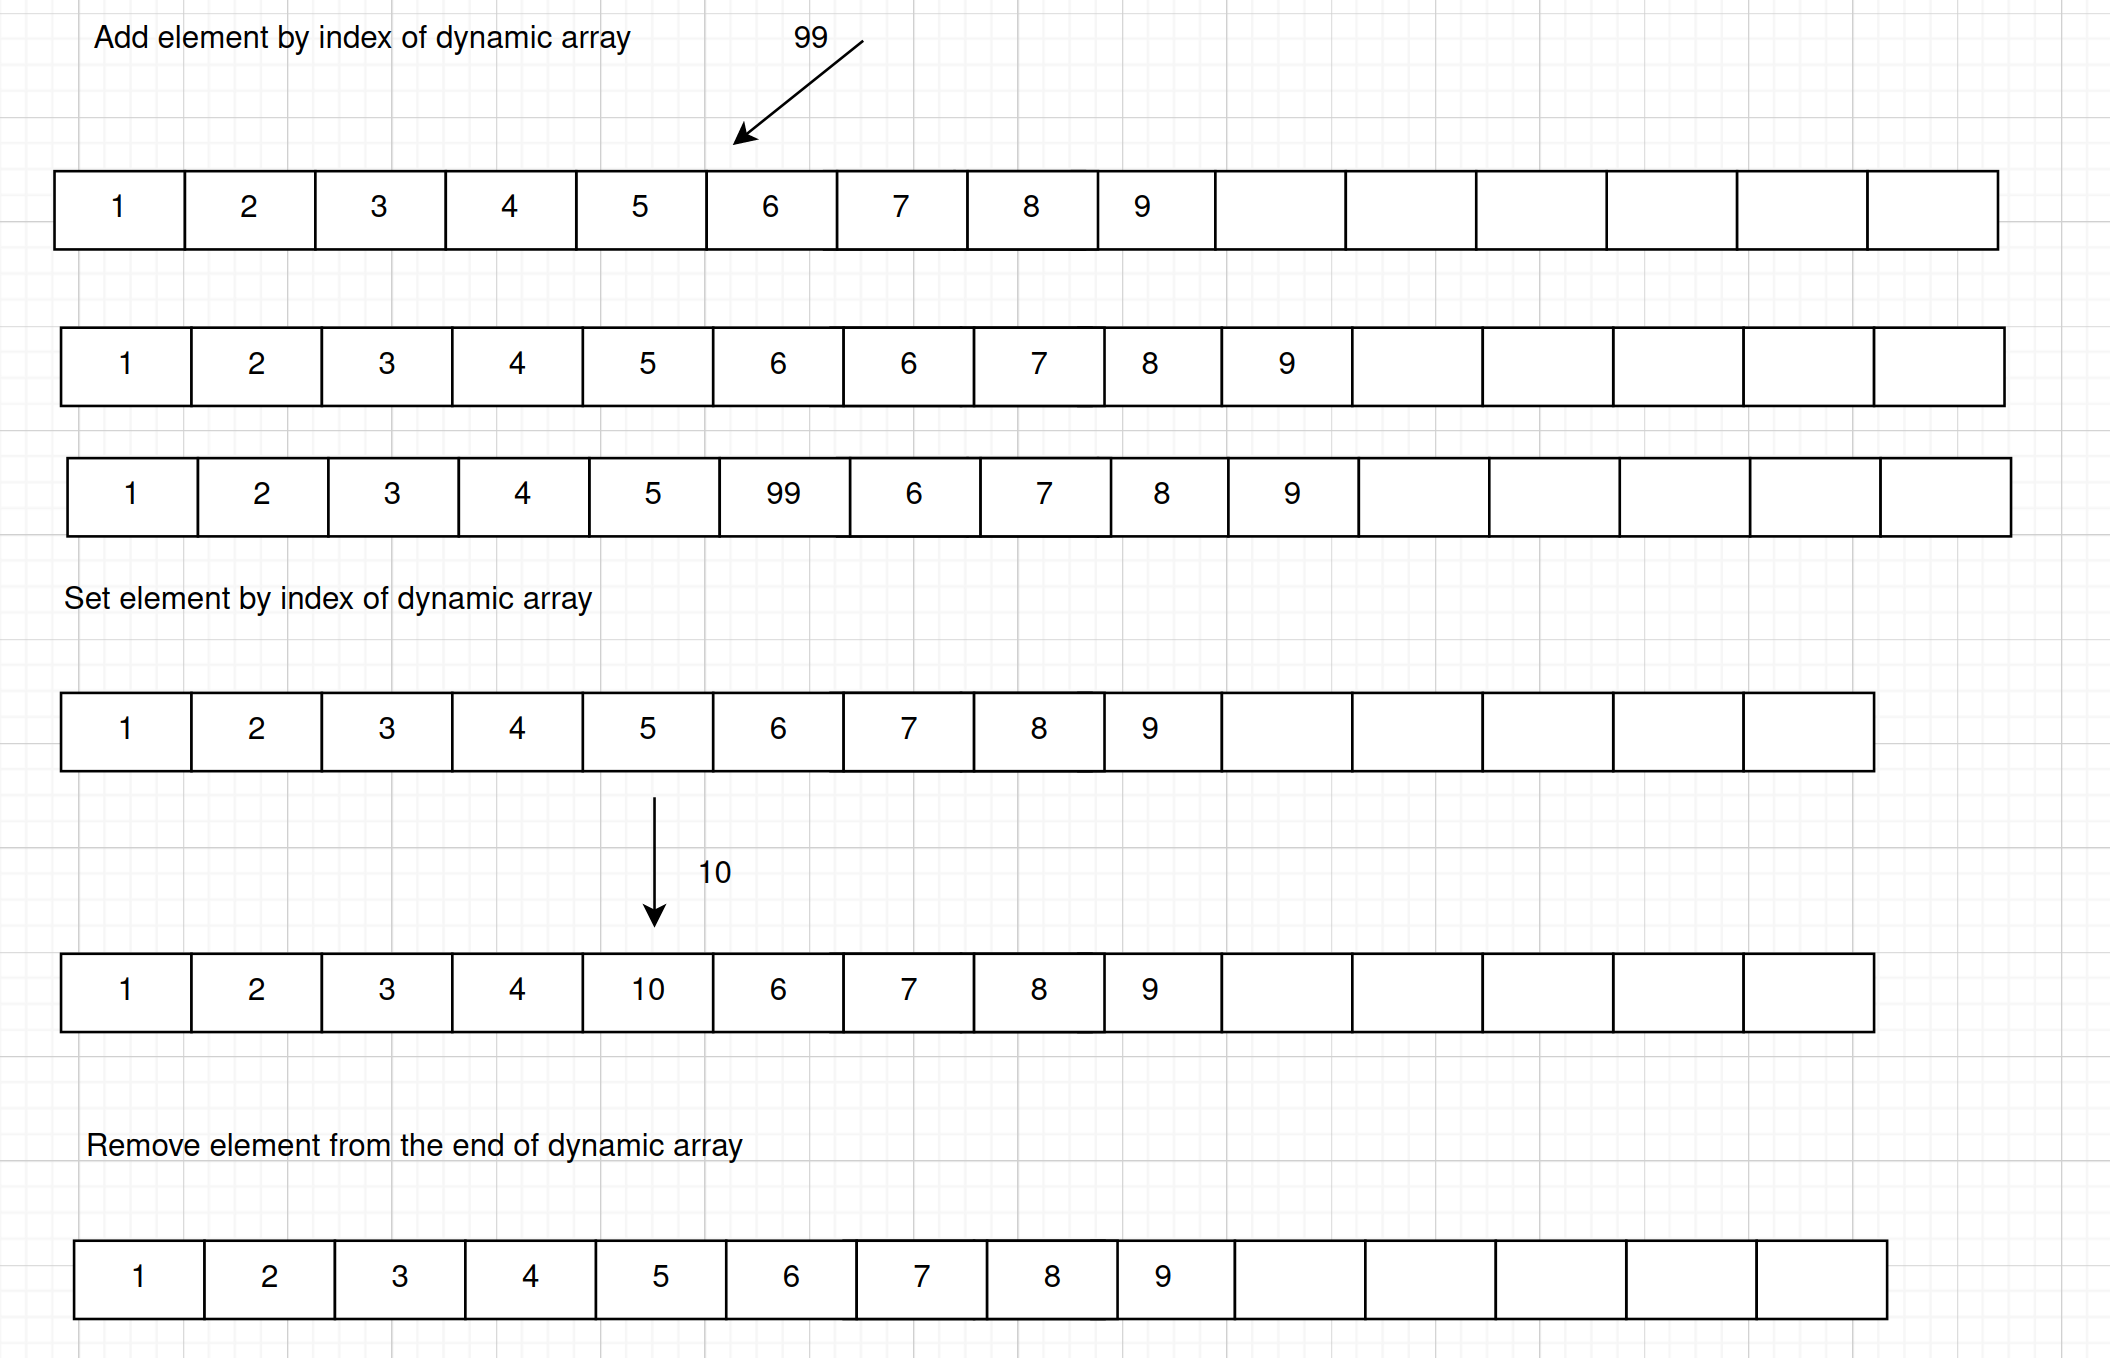 Add element by index of dynamic array 99
1 2 3 4 5 6 7 8 9
1 2 3 4 5 6 6 7 8 9
1 2 3 4 5 99 6 7 8 9
Set element by index of dynamic array
1 2 3 4 5 6 7 8 9
10
1 2 3 4 10 6 7 8 9
Remove element from the end of dynamic array
1 2 3 4 5 6 7 8 9